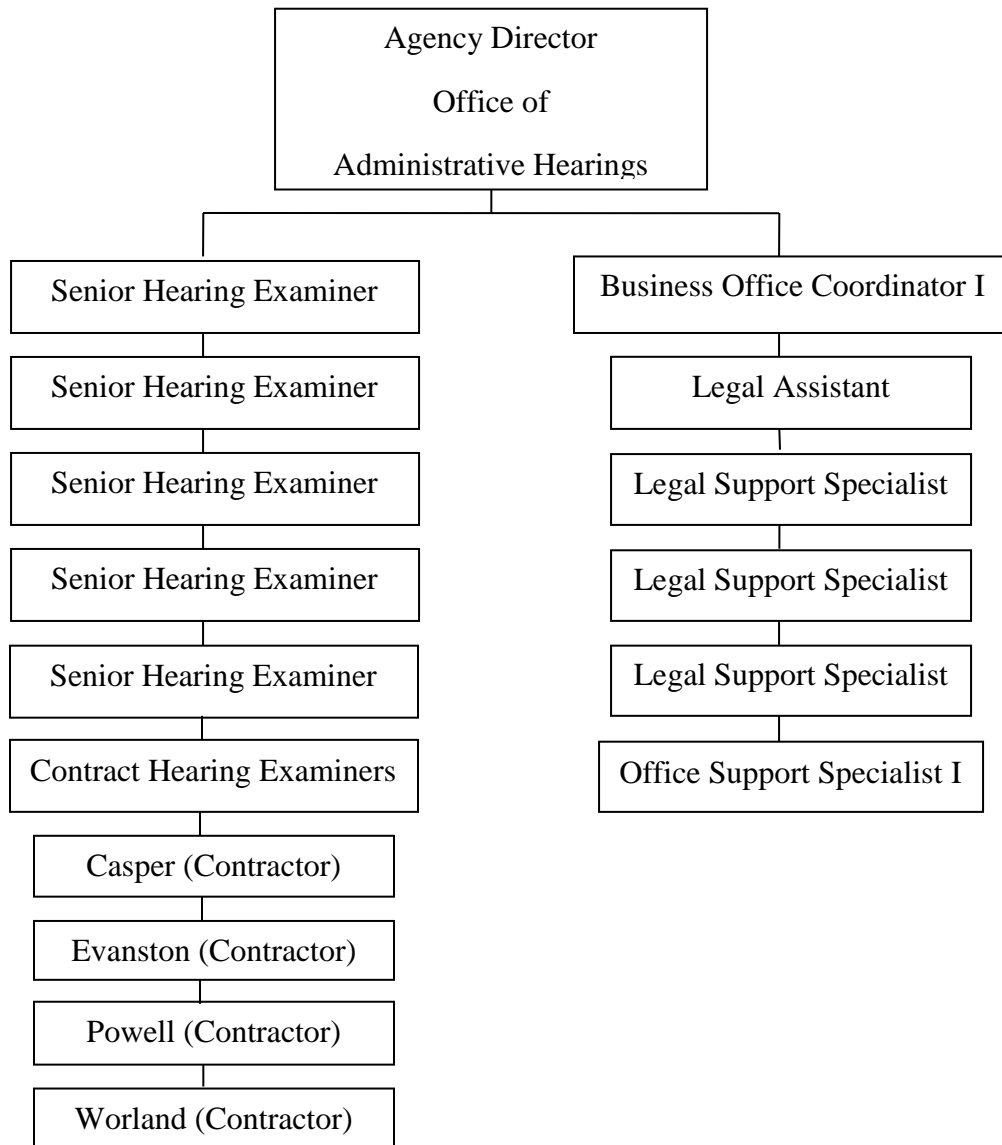 Agency Director
Office of
Administrative Hearings
Senior Hearing Examiner
Senior Hearing Examiner
Senior Hearing Examiner
Senior Hearing Examiner
Senior Hearing Examiner
Contract Hearing Examiners
Casper (Contractor)
Evanston (Contractor)
Powell (Contractor)
Worland (Contractor)
Business Office Coordinator I
Legal Assistant
Legal Support Specialist
Legal Support Specialist
Legal Support Specialist
Office Support Specialist I